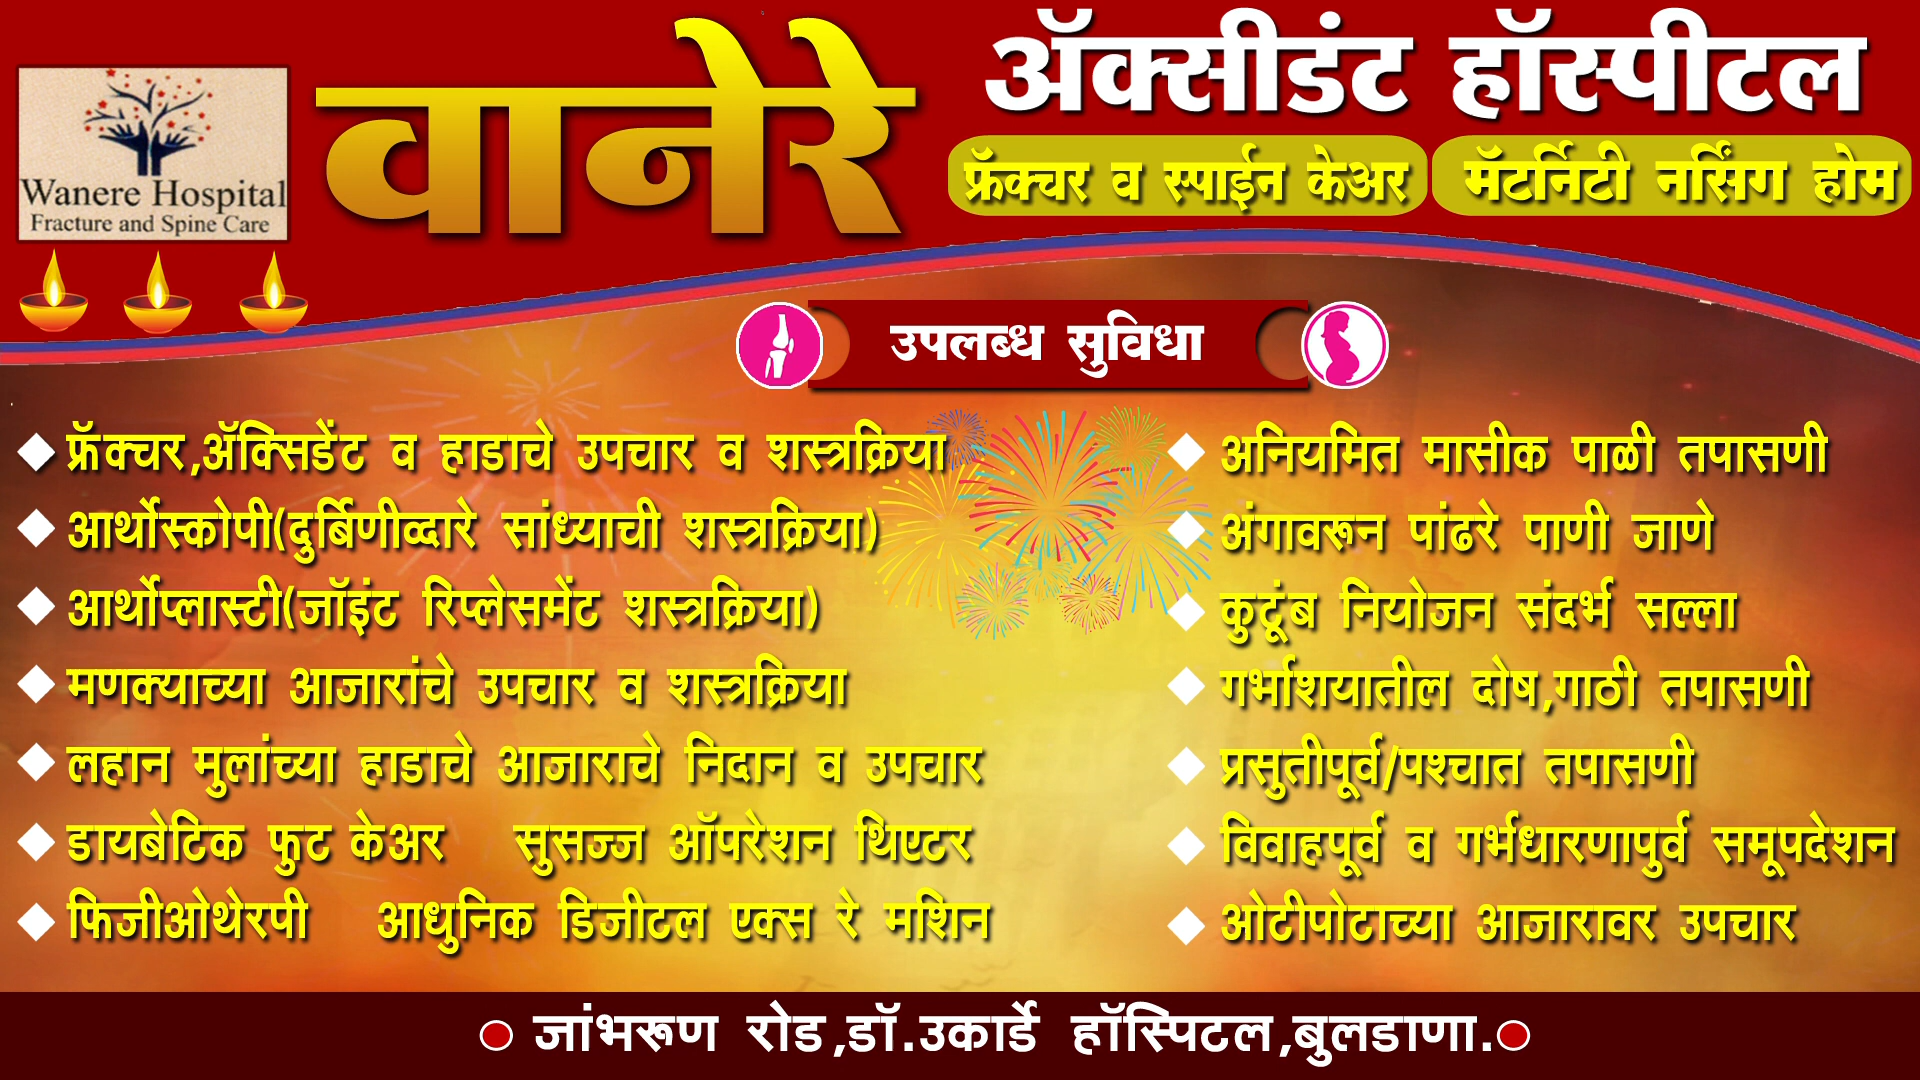 Wanere Hospital
Fracture and Spine Care
वानेरे
ॲक्सीडंट हॉस्पीटल
फ्रॅक्चर व स्पाईन केअर
मॅटर्निटी नर्सिंग होम
उपलब्ध सुविधा
फ्रॅक्चर,ॲक्सिडेंट व हाडाचे उपचार व शस्त्रक्रिया
आर्थोस्कोपी(दुर्बिणीव्दारे सांध्याची शस्त्रक्रिया)
आर्थोप्लास्टी(जॉइंट रिप्लेसमेंट शस्त्रक्रिया)
मणक्याच्या आजारांचे उपचार व शस्त्रक्रिया
लहान मुलांच्या हाडाचे आजाराचे निदान व उपचार
डायबेटिक फुट केअर सुसज्ज ऑपरेशन थिएटर
फिजीओथेरपी आधुनिक डिजीटल एक्स रे मशिन
अनियमित मासीक पाळी तपासणी
अंगावरून पांढरे पाणी जाणे
कुटूंब नियोजन संदर्भ सल्ला
गर्भाशयातील दोष,गाठी तपासणी
प्रसुतीपूर्व/पश्चात तपासणी
विवाहपूर्व व गर्भधारणापुर्व समूपदेशन
ओटीपोटाच्या आजारावर उपचार
जांभरूण रोड,डॉ.उकार्डे हॉस्पिटल,बुलडाणा.